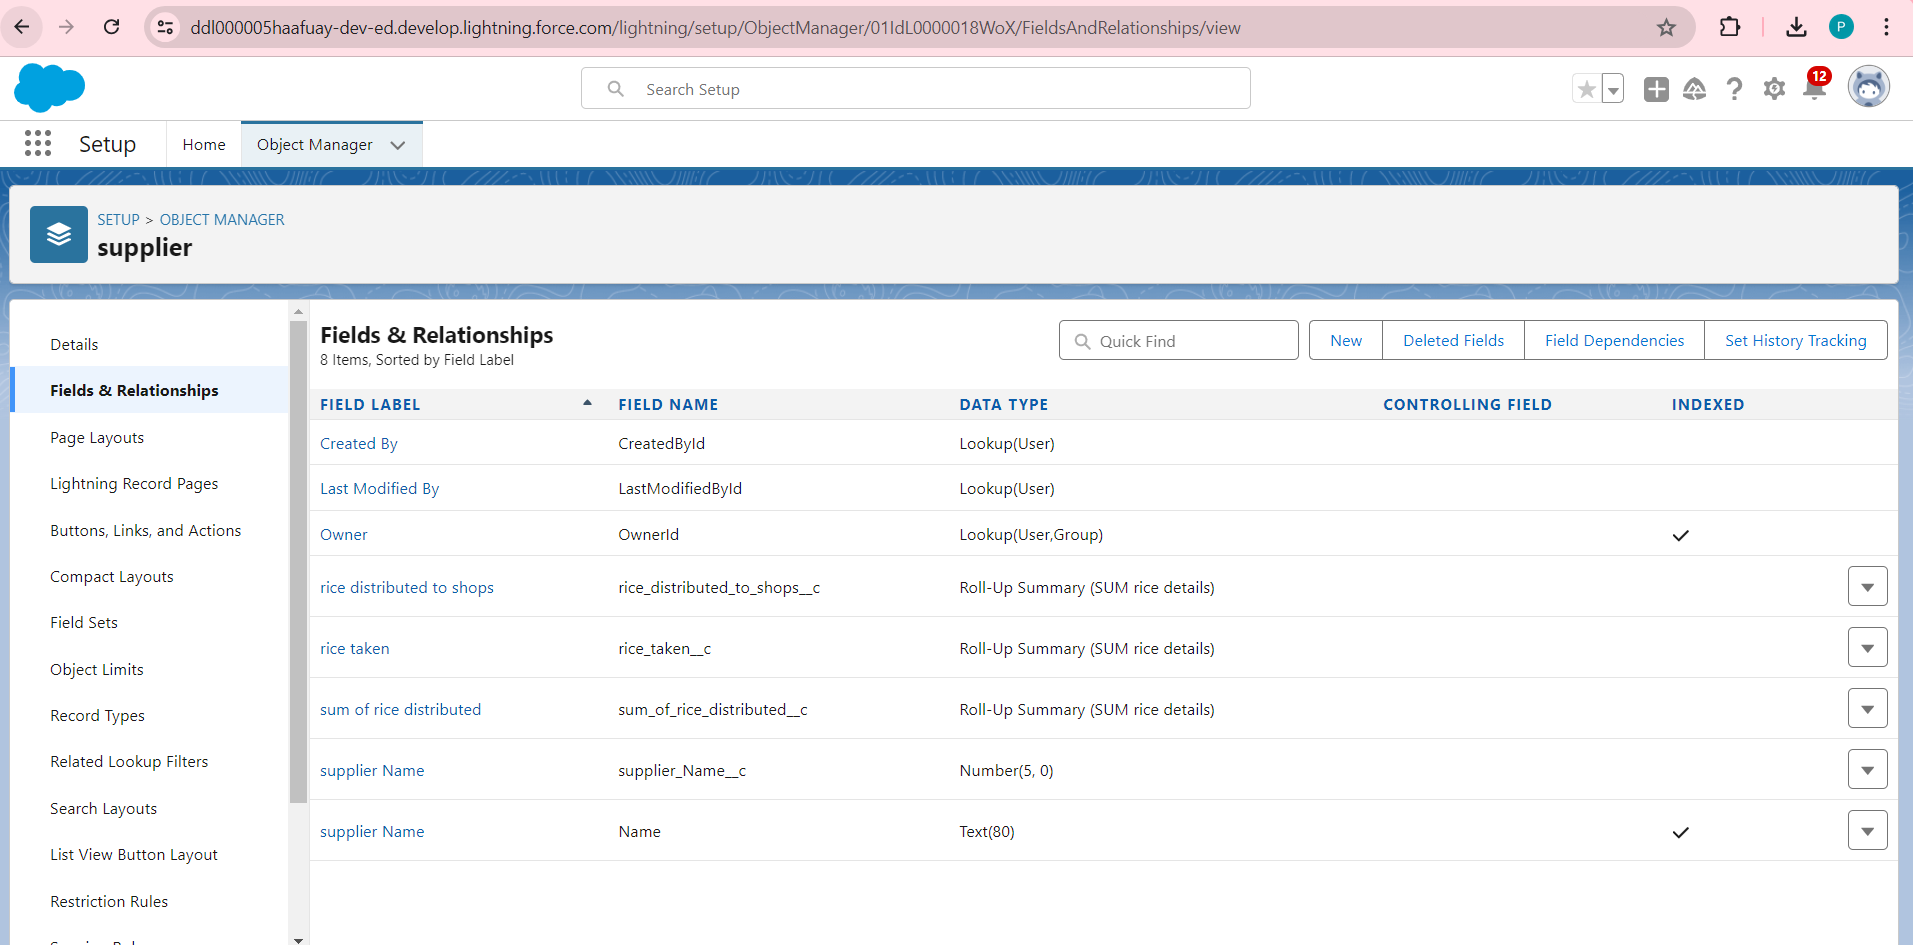 ddl000005haafuay-dev-ed.develop.lightning.force.com/lightning/setup/ObjectManager/01IdL0000018WoX/FieldsAndRelationships/view
P
Search Setup
12
Setup
Home
Object Manager
SETUP > OBJECT MANAGER
supplier
Details
Fields & Relationships
Page Layouts
Lightning Record Pages
Buttons, Links, and Actions
Compact Layouts
Field Sets
Object Limits
Record Types
Related Lookup Filters
Search Layouts
List View Button Layout
Restriction Rules
Fields & Relationships
8 Items, Sorted by Field Label
Quick Find
New
Deleted Fields
Field Dependencies
Set History Tracking
FIELD LABEL FIELD NAME DATA TYPE CONTROLLING FIELD INDEXED
Created By CreatedById Lookup(User)
Last Modified By LastModifiedById Lookup(User)
Owner OwnerId Lookup(User,Group)
rice distributed to shops rice_distributed_to_shops__c Roll-Up Summary (SUM rice details)
rice taken rice_taken__c Roll-Up Summary (SUM rice details)
sum of rice distributed sum_of_rice_distributed__c Roll-Up Summary (SUM rice details)
supplier Name supplier_Name__c Number(5, 0)
supplier Name Name Text(80)